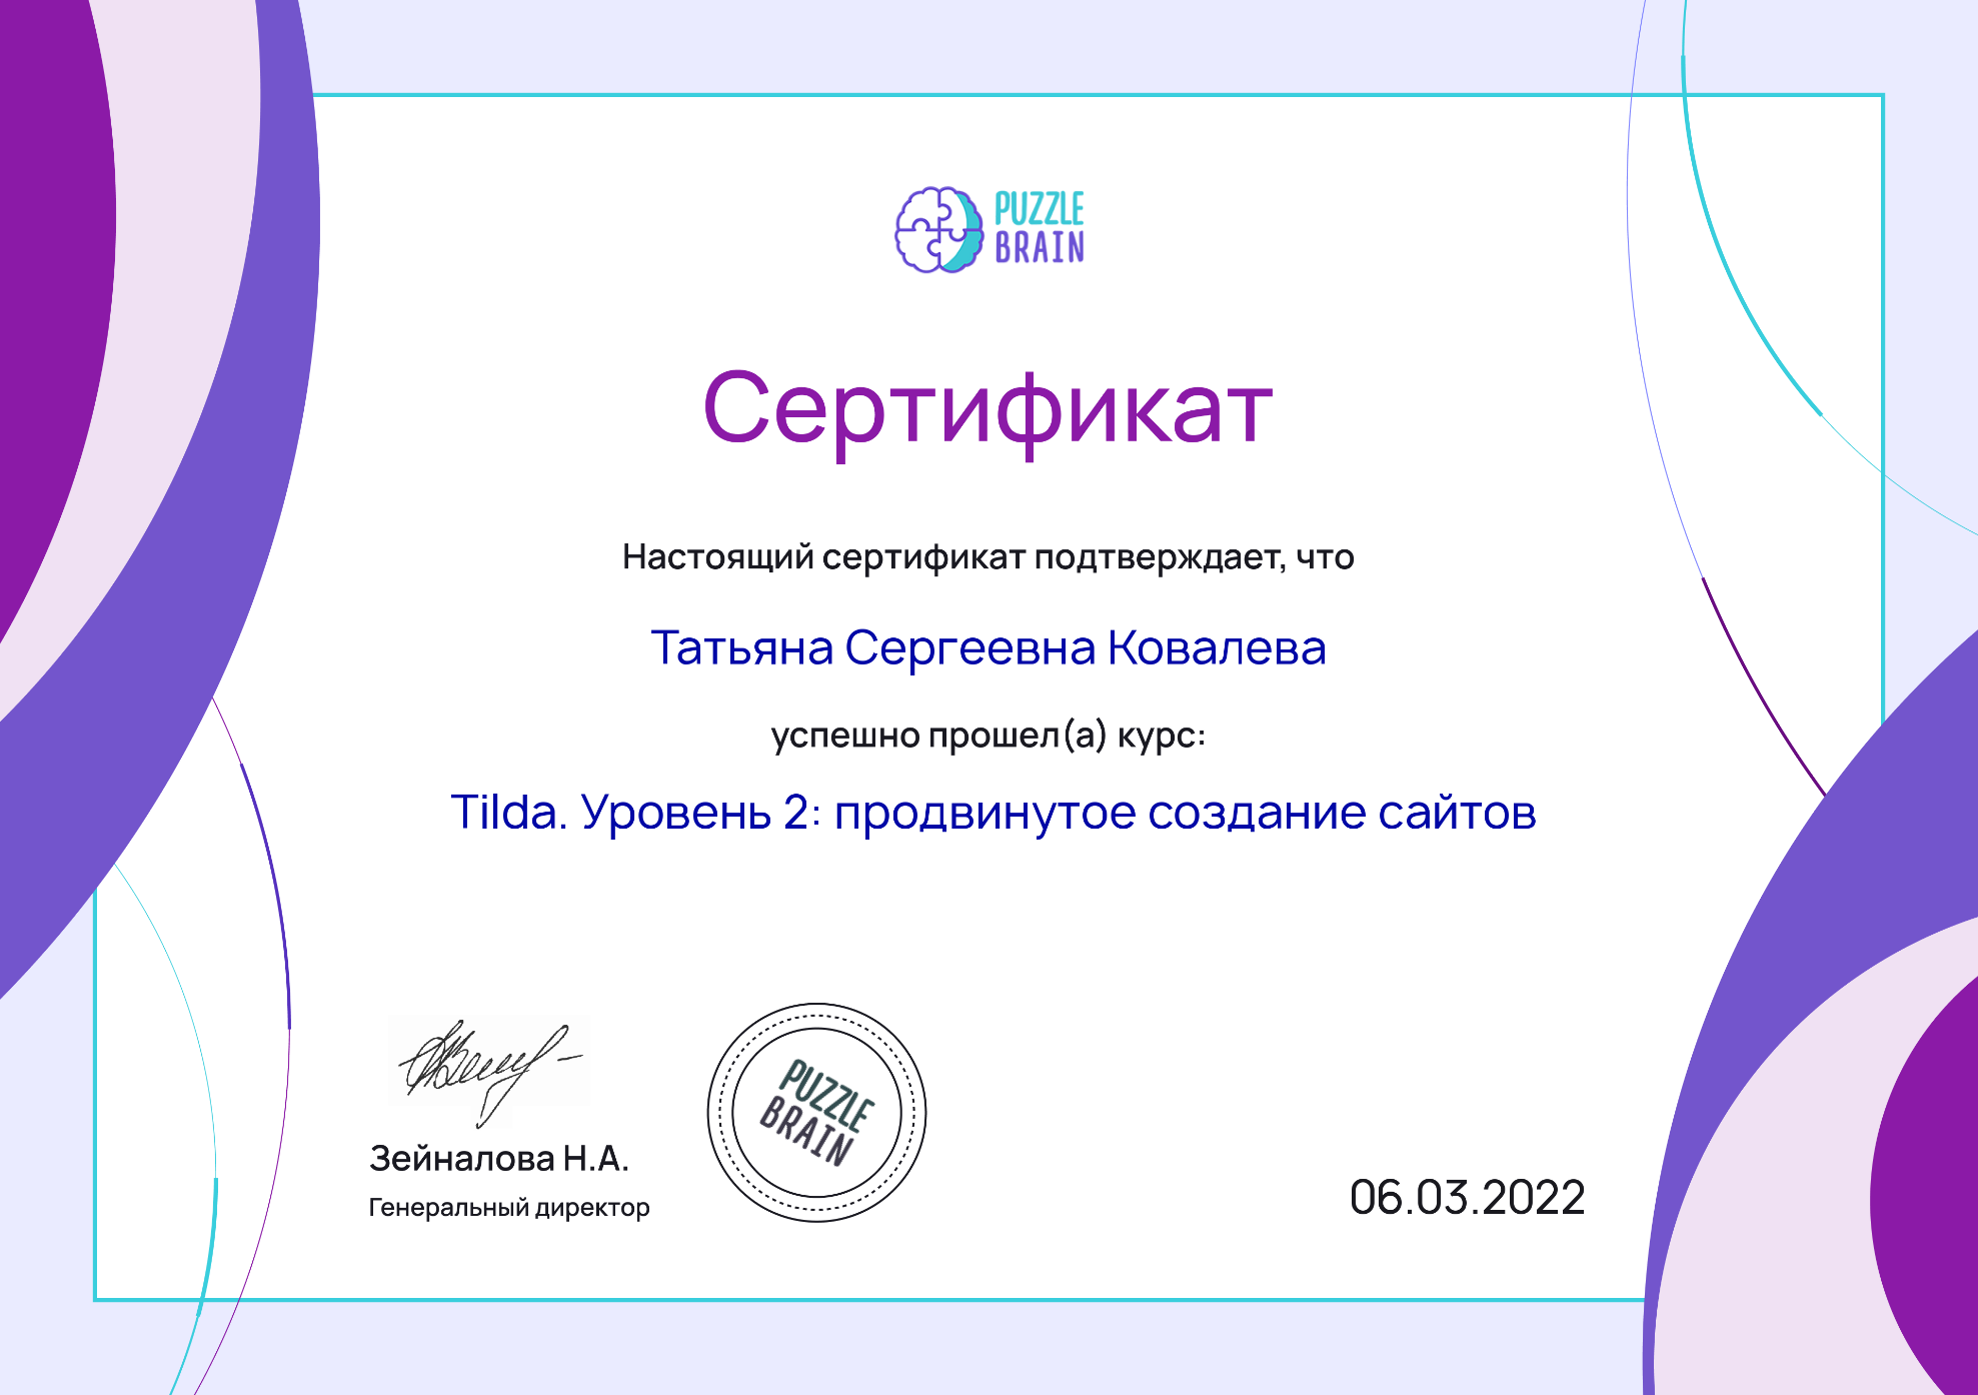 PUZZLE
BRAIN
Сертификат
Настоящий сертификат подтверждает, что
Татьяна Сергеевна Ковалева
успешно прошел(а) курс:
Tilda. Уровень 2: продвинутое создание сайтов
PUZZLE
BRAIN
Зейналова Н.А.
Генеральный директор
06.03.2022